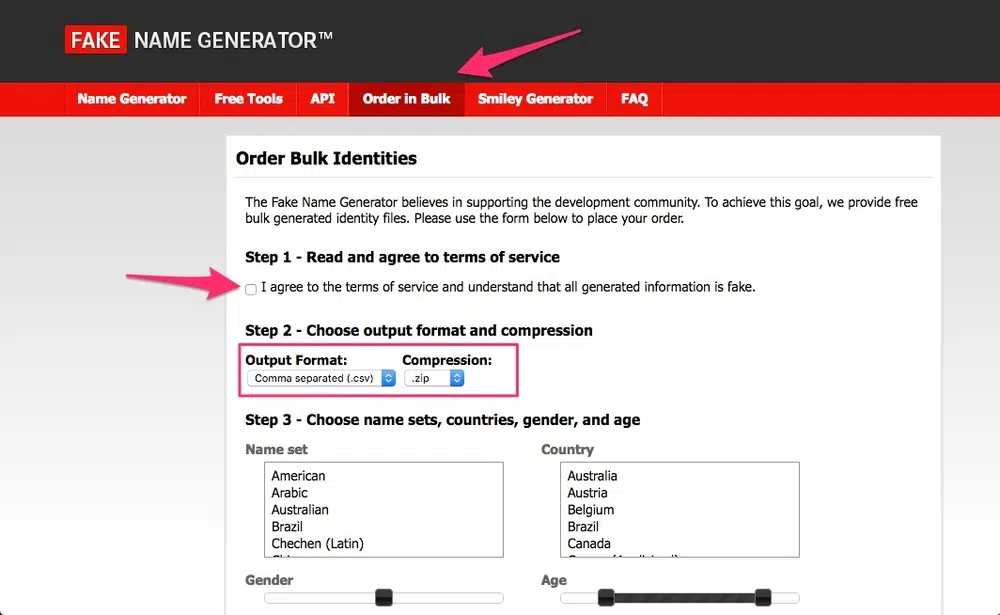 FAKE NAME GENERATOR™
Name Generator Free Tools API Order in Bulk Smiley Generator FAQ
Order Bulk Identities
The Fake Name Generator believes in supporting the development community. To achieve this goal, we provide free
bulk generated identity files. Please use the form below to place your order.
Step 1 - Read and agree to terms of service
I agree to the terms of service and understand that all generated information is fake.
Step 2 - Choose output format and compression
Output Format: Compression:
Comma separated (.csv) .zip
Step 3 - Choose name sets, countries, gender, and age
Name set Country
American Australia
Arabic Austria
Australian Belgium
Brazil Brazil
Chechen (Latin) Canada
Gender Age